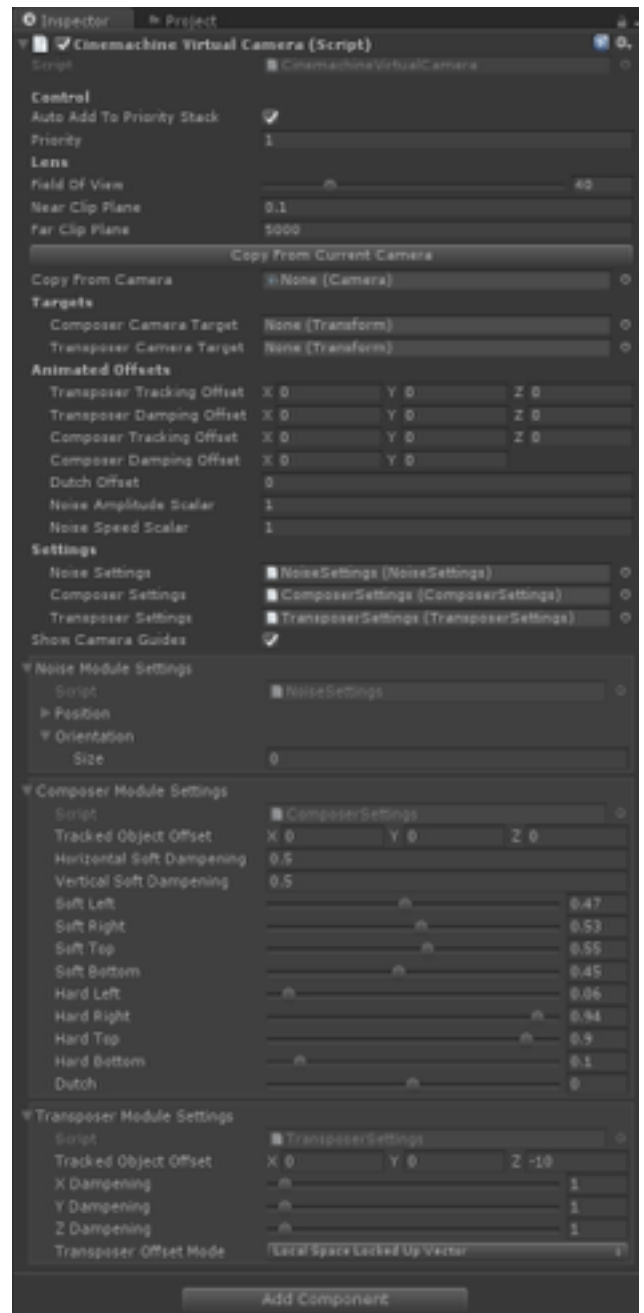 Inspector Project
Cinemachine Virtual Camera (Script)
Script CinemachineVirtualCamera
Control
Auto Add To Priority Stack
Priority 1
Lens
Field Of View 40
Near Clip Plane 0.1
Far Clip Plane 5000
Copy From Current Camera
Copy From Camera None (Camera)
Targets
Composer Camera Target None (Transform)
Transposer Camera Target None (Transform)
Animated Offsets
Transposer Tracking Offset X 0 Y 0 Z 0
Transposer Damping Offset X 0 Y 0 Z 0
Composer Tracking Offset X 0 Y 0 Z 0
Composer Damping Offset X 0 Y 0
Dutch Offset 0
Noise Amplitude Scalar 1
Noise Speed Scalar 1
Settings
Noise Settings NoiseSettings (NoiseSettings)
Composer Settings ComposerSettings (ComposerSettings)
Transposer Settings TransposerSettings (TransposerSettings)
Show Camera Guides
Noise Module Settings
Script NoiseSettings
Position
Orientation
Size 0
Composer Module Settings
Script ComposerSettings
Tracked Object Offset X 0 Y 0 Z 0
Horizontal Soft Dampening 0.5
Vertical Soft Dampening 0.5
Soft Left 0.47
Soft Right 0.53
Soft Top 0.55
Soft Bottom 0.45
Hard Left 0.06
Hard Right 0.94
Hard Top 0.9
Hard Bottom 0.1
Dutch 0
Transposer Module Settings
Script TransposerSettings
Tracked Object Offset X 0 Y 0 Z -10
X Dampening 1
Y Dampening 1
Z Dampening 1
Transposer Offset Mode Local Space Locked Up Vector
Add Component